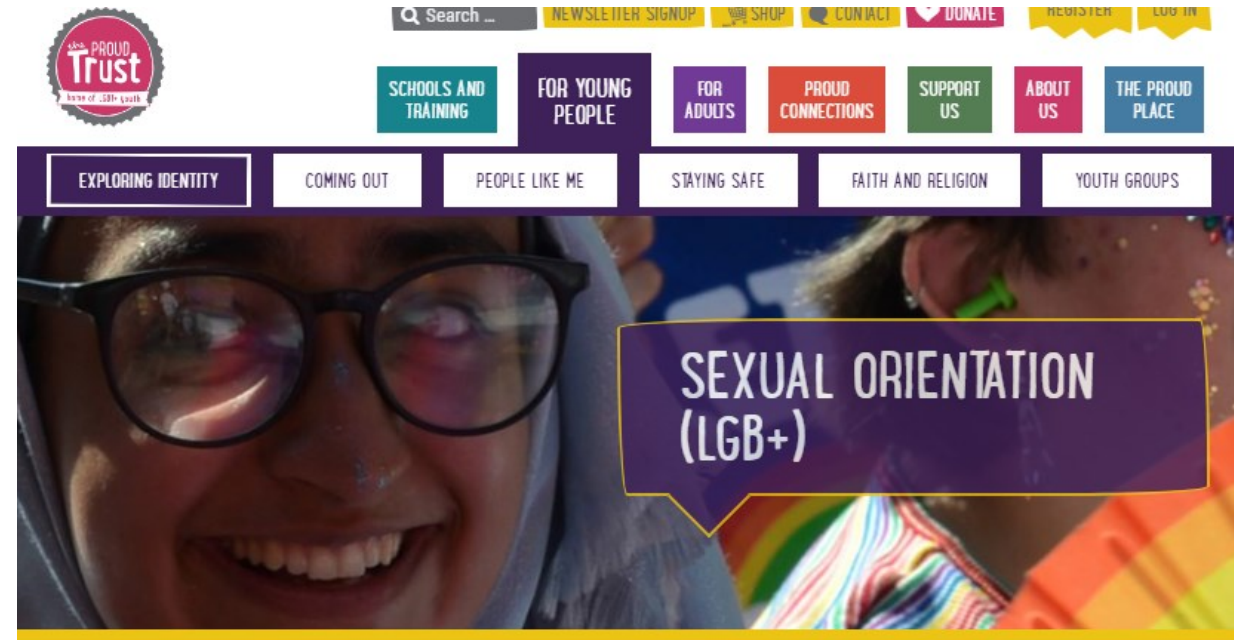 Search ...
NEWSLETTER SIGNUP
SHOP
CONTACT
DONATE
REGISTER
LOG IN
the PROUD
Trust
home of LGBT+ youth
SCHOOLS AND
TRAINING
FOR YOUNG
PEOPLE
FOR
ADULTS
PROUD
CONNECTIONS
SUPPORT
US
ABOUT
US
THE PROUD
PLACE
EXPLORING IDENTITY
COMING OUT
PEOPLE LIKE ME
STAYING SAFE
FAITH AND RELIGION
YOUTH GROUPS
SEXUAL ORIENTATION
(LGB+)